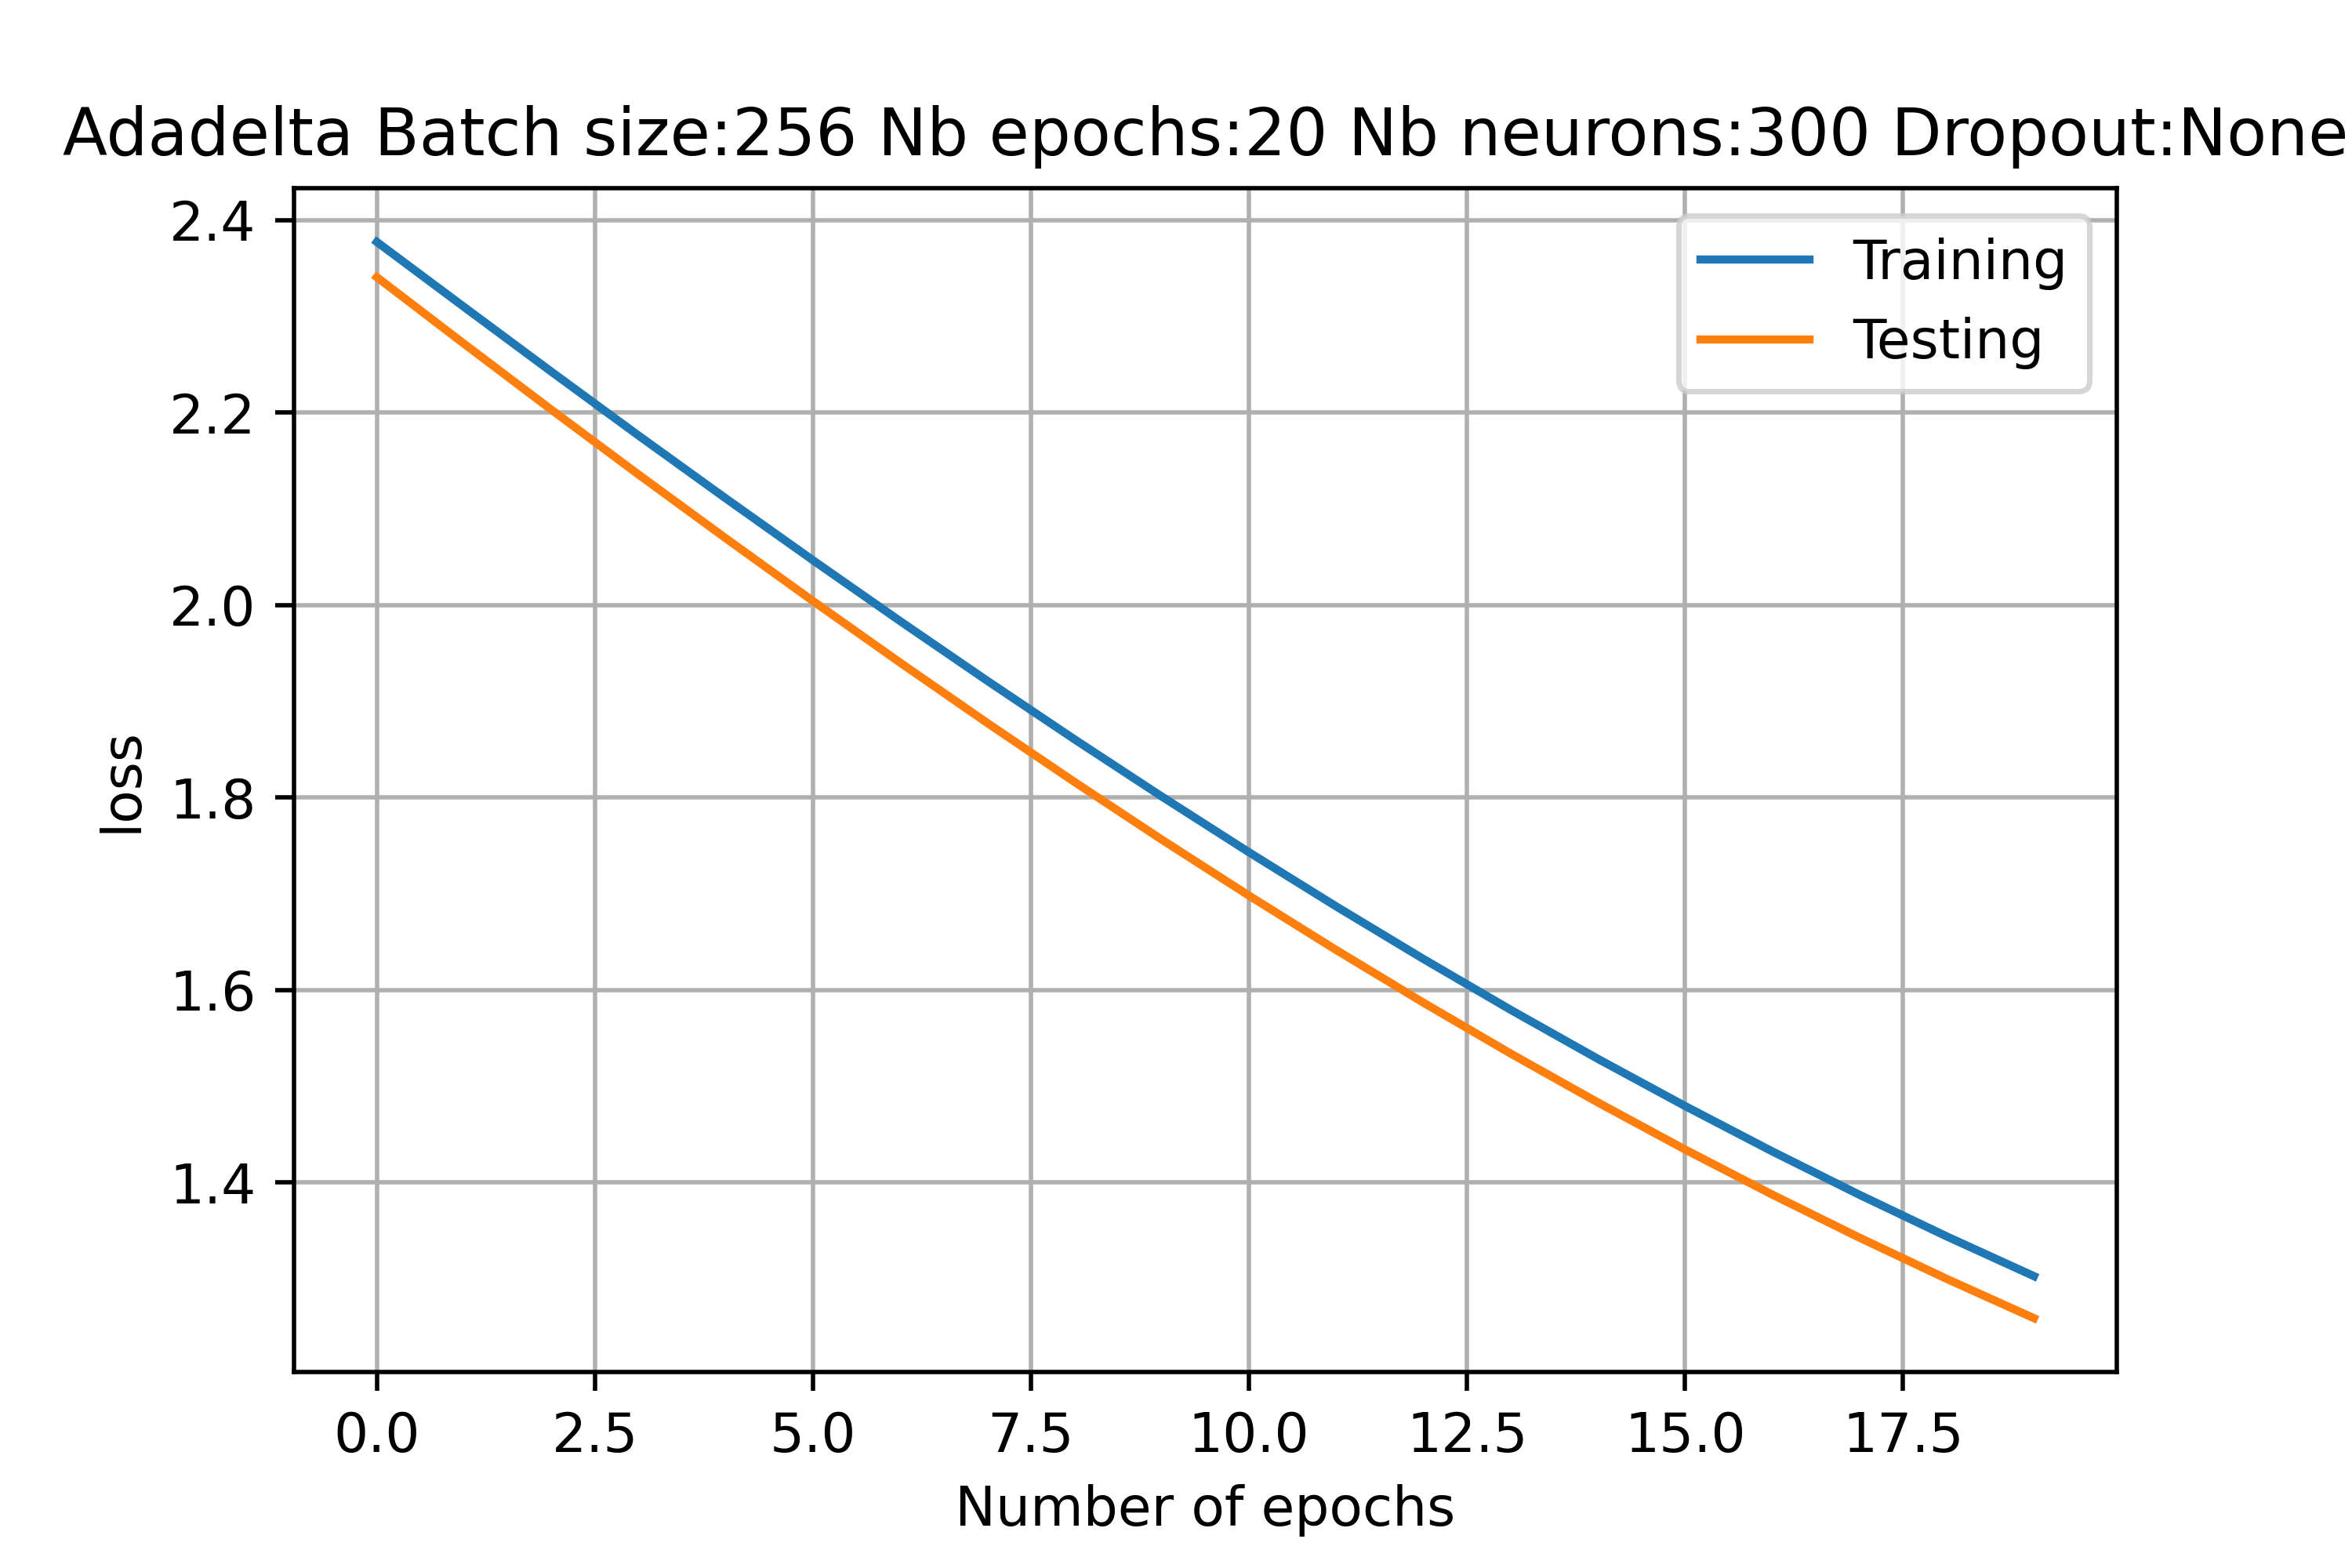 Adadelta Batch size:256 Nb epochs:20 Nb neurons:300 Dropout:None
2.4
2.2
2.0
1.8
1.6
1.4
loss
Training
Testing
0.0 2.5 5.0 7.5 10.0 12.5 15.0 17.5
Number of epochs